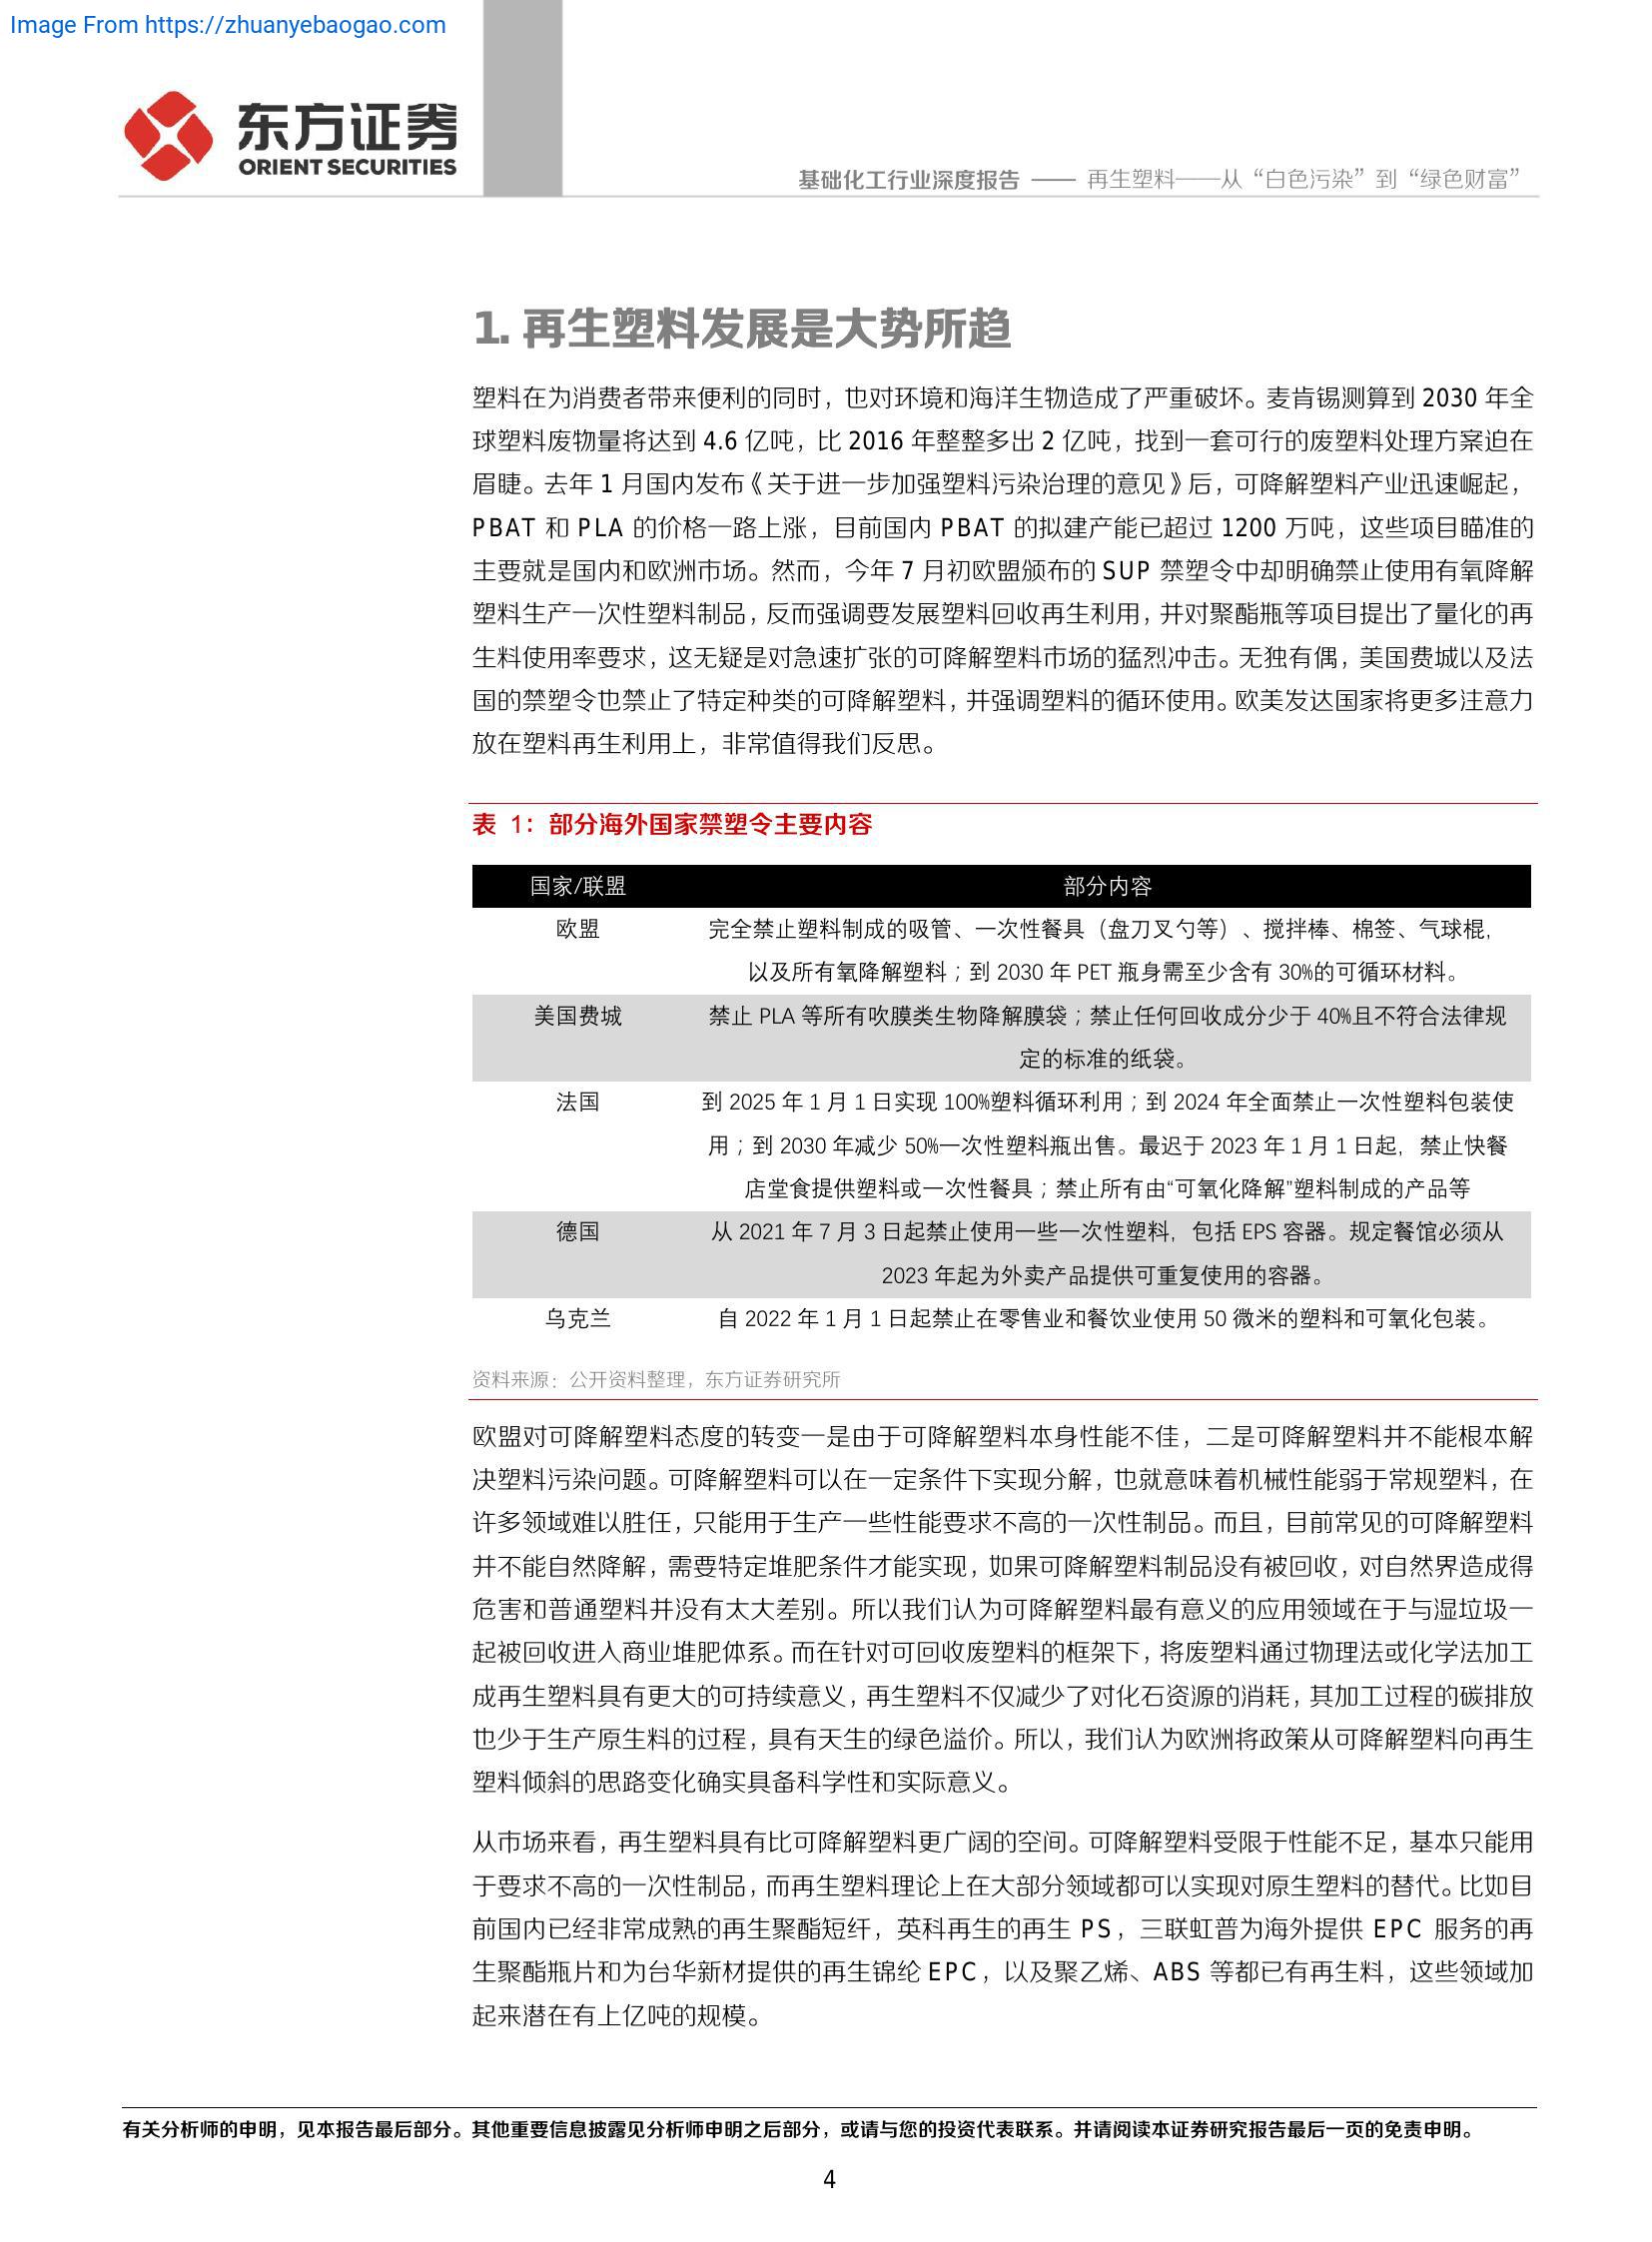 Image From https://zhuanyebaogao.com
东方证券
ORIENT SECURITIES
基础化工行业深度报告 —— 再生塑料——从“白色污染”到“绿色财富”
1. 再生塑料发展是大势所趋
塑料在为消费者带来便利的同时，也对环境和海洋生物造成了严重破坏。麦肯锡测算到 2030 年全
球塑料废物量将达到 4.6 亿吨，比 2016 年整整多出 2 亿吨，找到一套可行的废塑料处理方案迫在
眉睫。去年 1 月国内发布《关于进一步加强塑料污染治理的意见》后，可降解塑料产业迅速崛起，
PBAT 和 PLA 的价格一路上涨，目前国内 PBAT 的拟建产能已超过 1200 万吨，这些项目瞄准的
主要就是国内和欧洲市场。然而，今年 7 月初欧盟颁布的 SUP 禁塑令中却明确禁止使用有氧降解
塑料生产一次性塑料制品，反而强调要发展塑料回收再生利用，并对聚酯瓶等项目提出了量化的再
生料使用率要求，这无疑是对急速扩张的可降解塑料市场的猛烈冲击。无独有偶，美国费城以及法
国的禁塑令也禁止了特定种类的可降解塑料，并强调塑料的循环使用。欧美发达国家将更多注意力
放在塑料再生利用上，非常值得我们反思。
表 1：部分海外国家禁塑令主要内容
国家/联盟 部分内容
欧盟 完全禁止塑料制成的吸管、一次性餐具（盘刀叉勺等）、搅拌棒、棉签、气球棍，
以及所有氧降解塑料；到 2030 年 PET 瓶身需至少含有 30%的可循环材料。
美国费城 禁止 PLA 等所有吹膜类生物降解膜袋；禁止任何回收成分少于 40%且不符合法律规
定的标准的纸袋。
法国 到 2025 年 1 月 1 日实现 100%塑料循环利用；到 2024 年全面禁止一次性塑料包装使
用；到 2030 年减少 50%一次性塑料瓶出售。最迟于 2023 年 1 月 1 日起，禁止快餐
店堂食提供塑料或一次性餐具；禁止所有由“可氧化降解”塑料制成的产品等
德国 从 2021 年 7 月 3 日起禁止使用一些一次性塑料，包括 EPS 容器。规定餐馆必须从
2023 年起为外卖产品提供可重复使用的容器。
乌克兰 自 2022 年 1 月 1 日起禁止在零售业和餐饮业使用 50 微米的塑料和可氧化包装。
资料来源：公开资料整理，东方证券研究所
欧盟对可降解塑料态度的转变一是由于可降解塑料本身性能不佳，二是可降解塑料并不能根本解
决塑料污染问题。可降解塑料可以在一定条件下实现分解，也就意味着机械性能弱于常规塑料，在
许多领域难以胜任，只能用于生产一些性能要求不高的一次性制品。而且，目前常见的可降解塑料
并不能自然降解，需要特定堆肥条件才能实现，如果可降解塑料制品没有被回收，对自然界造成得
危害和普通塑料并没有太大差别。所以我们认为可降解塑料最有意义的应用领域在于与湿垃圾一
起被回收进入商业堆肥体系。而在针对可回收废塑料的框架下，将废塑料通过物理法或化学法加工
成再生塑料具有更大的可持续意义，再生塑料不仅减少了对化石资源的消耗，其加工过程的碳排放
也少于生产原生料的过程，具有天生的绿色溢价。所以，我们认为欧洲将政策从可降解塑料向再生
塑料倾斜的思路变化确实具备科学性和实际意义。
从市场来看，再生塑料具有比可降解塑料更广阔的空间。可降解塑料受限于性能不足，基本只能用
于要求不高的一次性制品，而再生塑料理论上在大部分领域都可以实现对原生塑料的替代。比如目
前国内已经非常成熟的再生聚酯短纤，英科再生的再生 PS，三联虹普为海外提供 EPC 服务的再
生聚酯瓶片和为台华新材提供的再生锦纶 EPC，以及聚乙烯、ABS 等都已有再生料，这些领域加
起来潜在有上亿吨的规模。
有关分析师的申明，见本报告最后部分。其他重要信息披露见分析师申明之后部分，或请与您的投资代表联系。并请阅读本证券研究报告最后一页的免责申明。
4